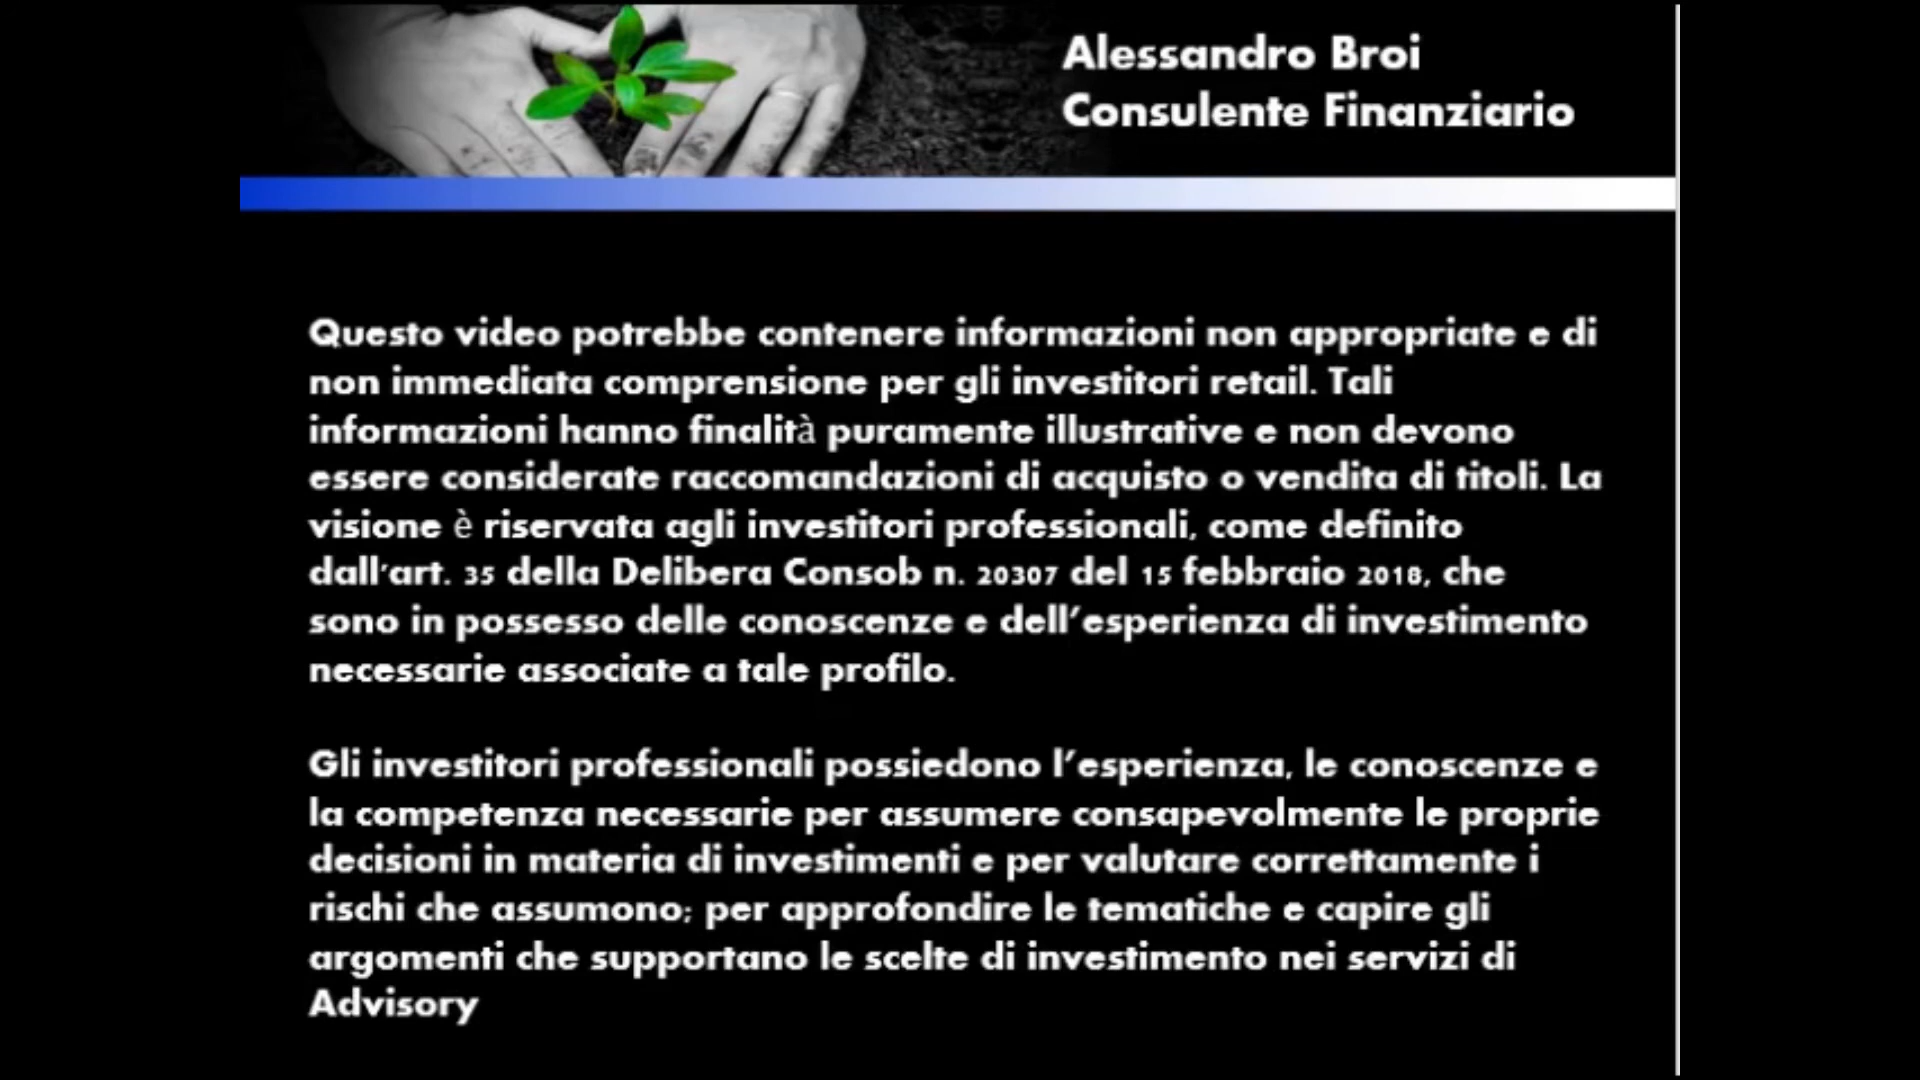 Alessandro Broi
Consulente Finanziario
Questo video potrebbe contenere informazioni non appropriate e di
non immediata comprensione per gli investitori retail. Tali
informazioni hanno finalità puramente illustrative e non devono
essere considerate raccomandazioni di acquisto o vendita di titoli. La
visione è riservata agli investitori professionali, come definito
dall'art. 35 della Delibera Consob n. 20307 del 15 febbraio 2018, che
sono in possesso delle conoscenze e dell'esperienza di investimento
necessarie associate a tale profilo.
Gli investitori professionali possiedono l'esperienza, le conoscenze e
la competenza necessarie per assumere consapevolmente le proprie
decisioni in materia di investimenti e per valutare correttamente i
rischi che assumono; per approfondire le tematiche e capire gli
argomenti che supportano le scelte di investimento nei servizi di
Advisory